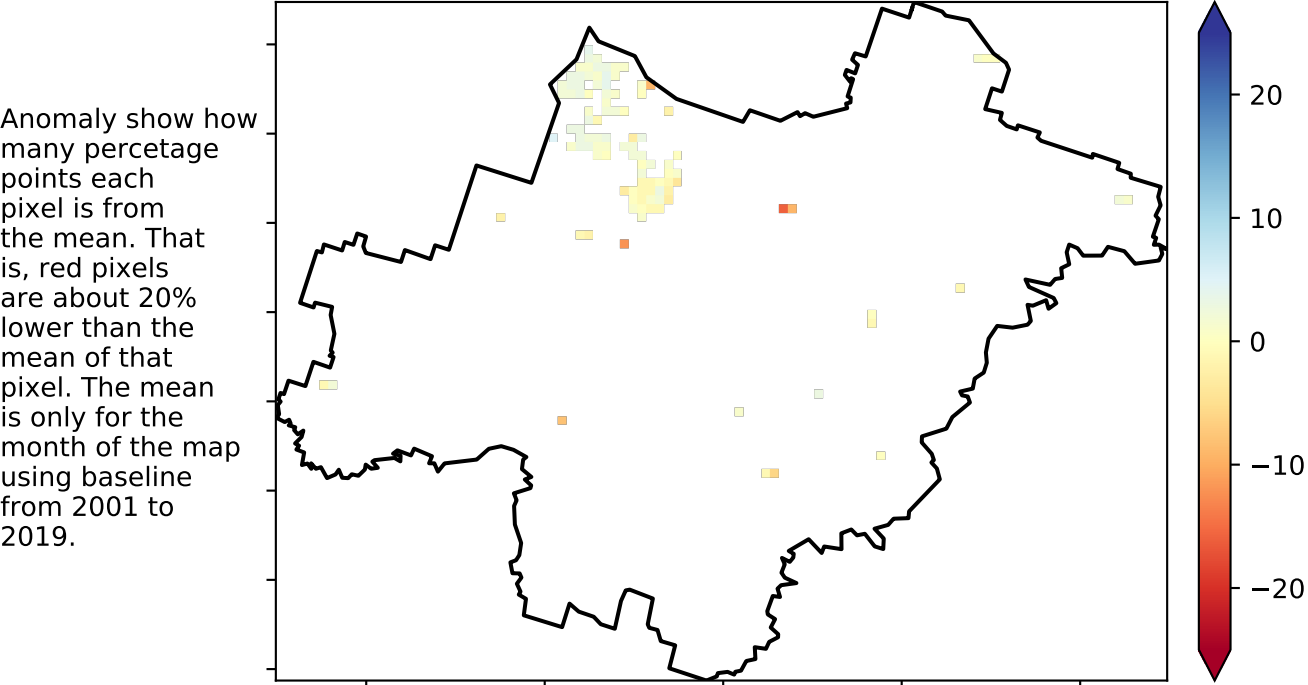 Anomaly show how
many percetage
points each
pixel is from
the mean. That
is, red pixels
are about 20%
lower than the
mean of that
pixel. The mean
is only for the
month of the map
using baseline
from 2001 to
2019.
20
10
0
−10
−20